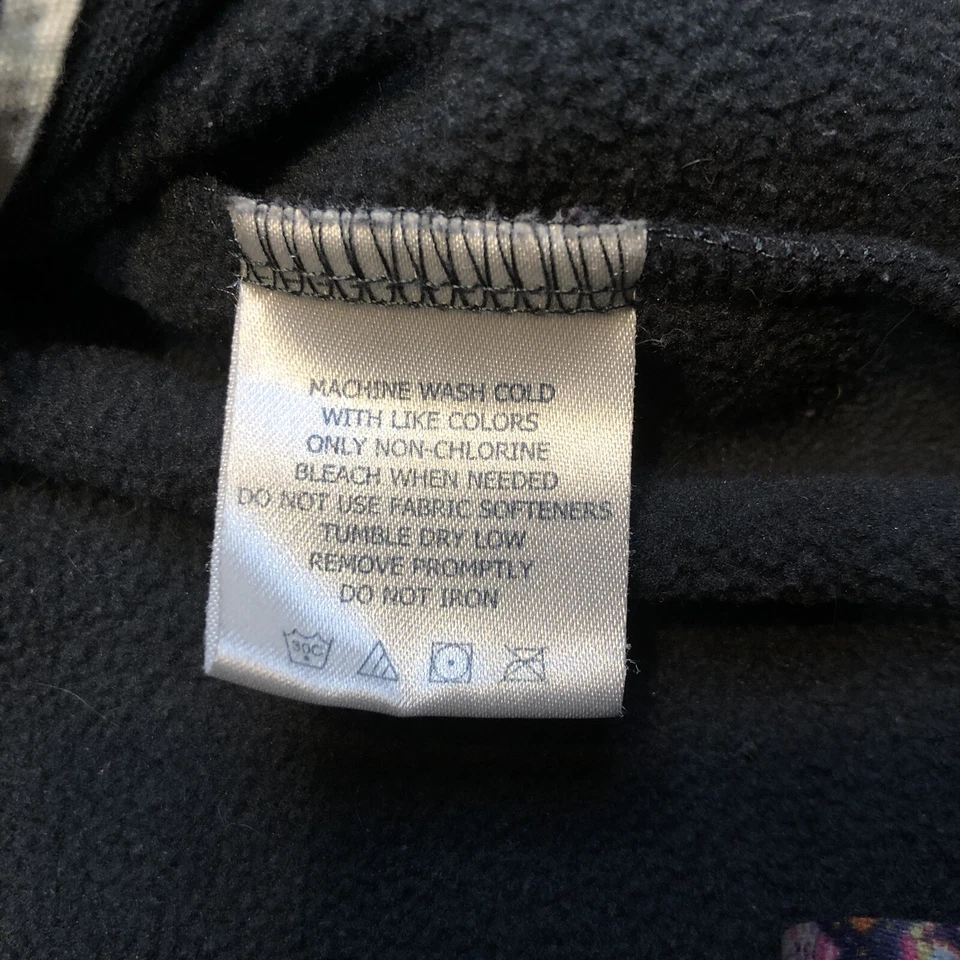 MACHINE WASH COLD
WITH LIKE COLORS
ONLY NON-CHLORINE
BLEACH WHEN NEEDED
DO NOT USE FABRIC SOFTENERS
TUMBLE DRY LOW
REMOVE PROMPTLY
DO NOT IRON
30C